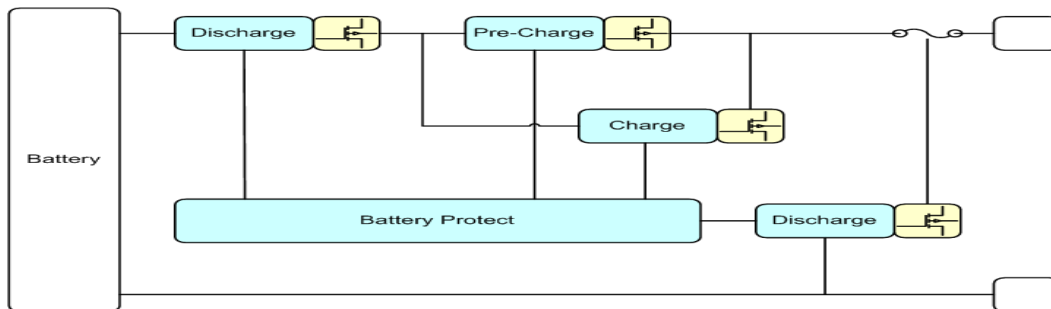 Discharge
Pre-Charge
Charge
Battery
Battery Protect
Discharge